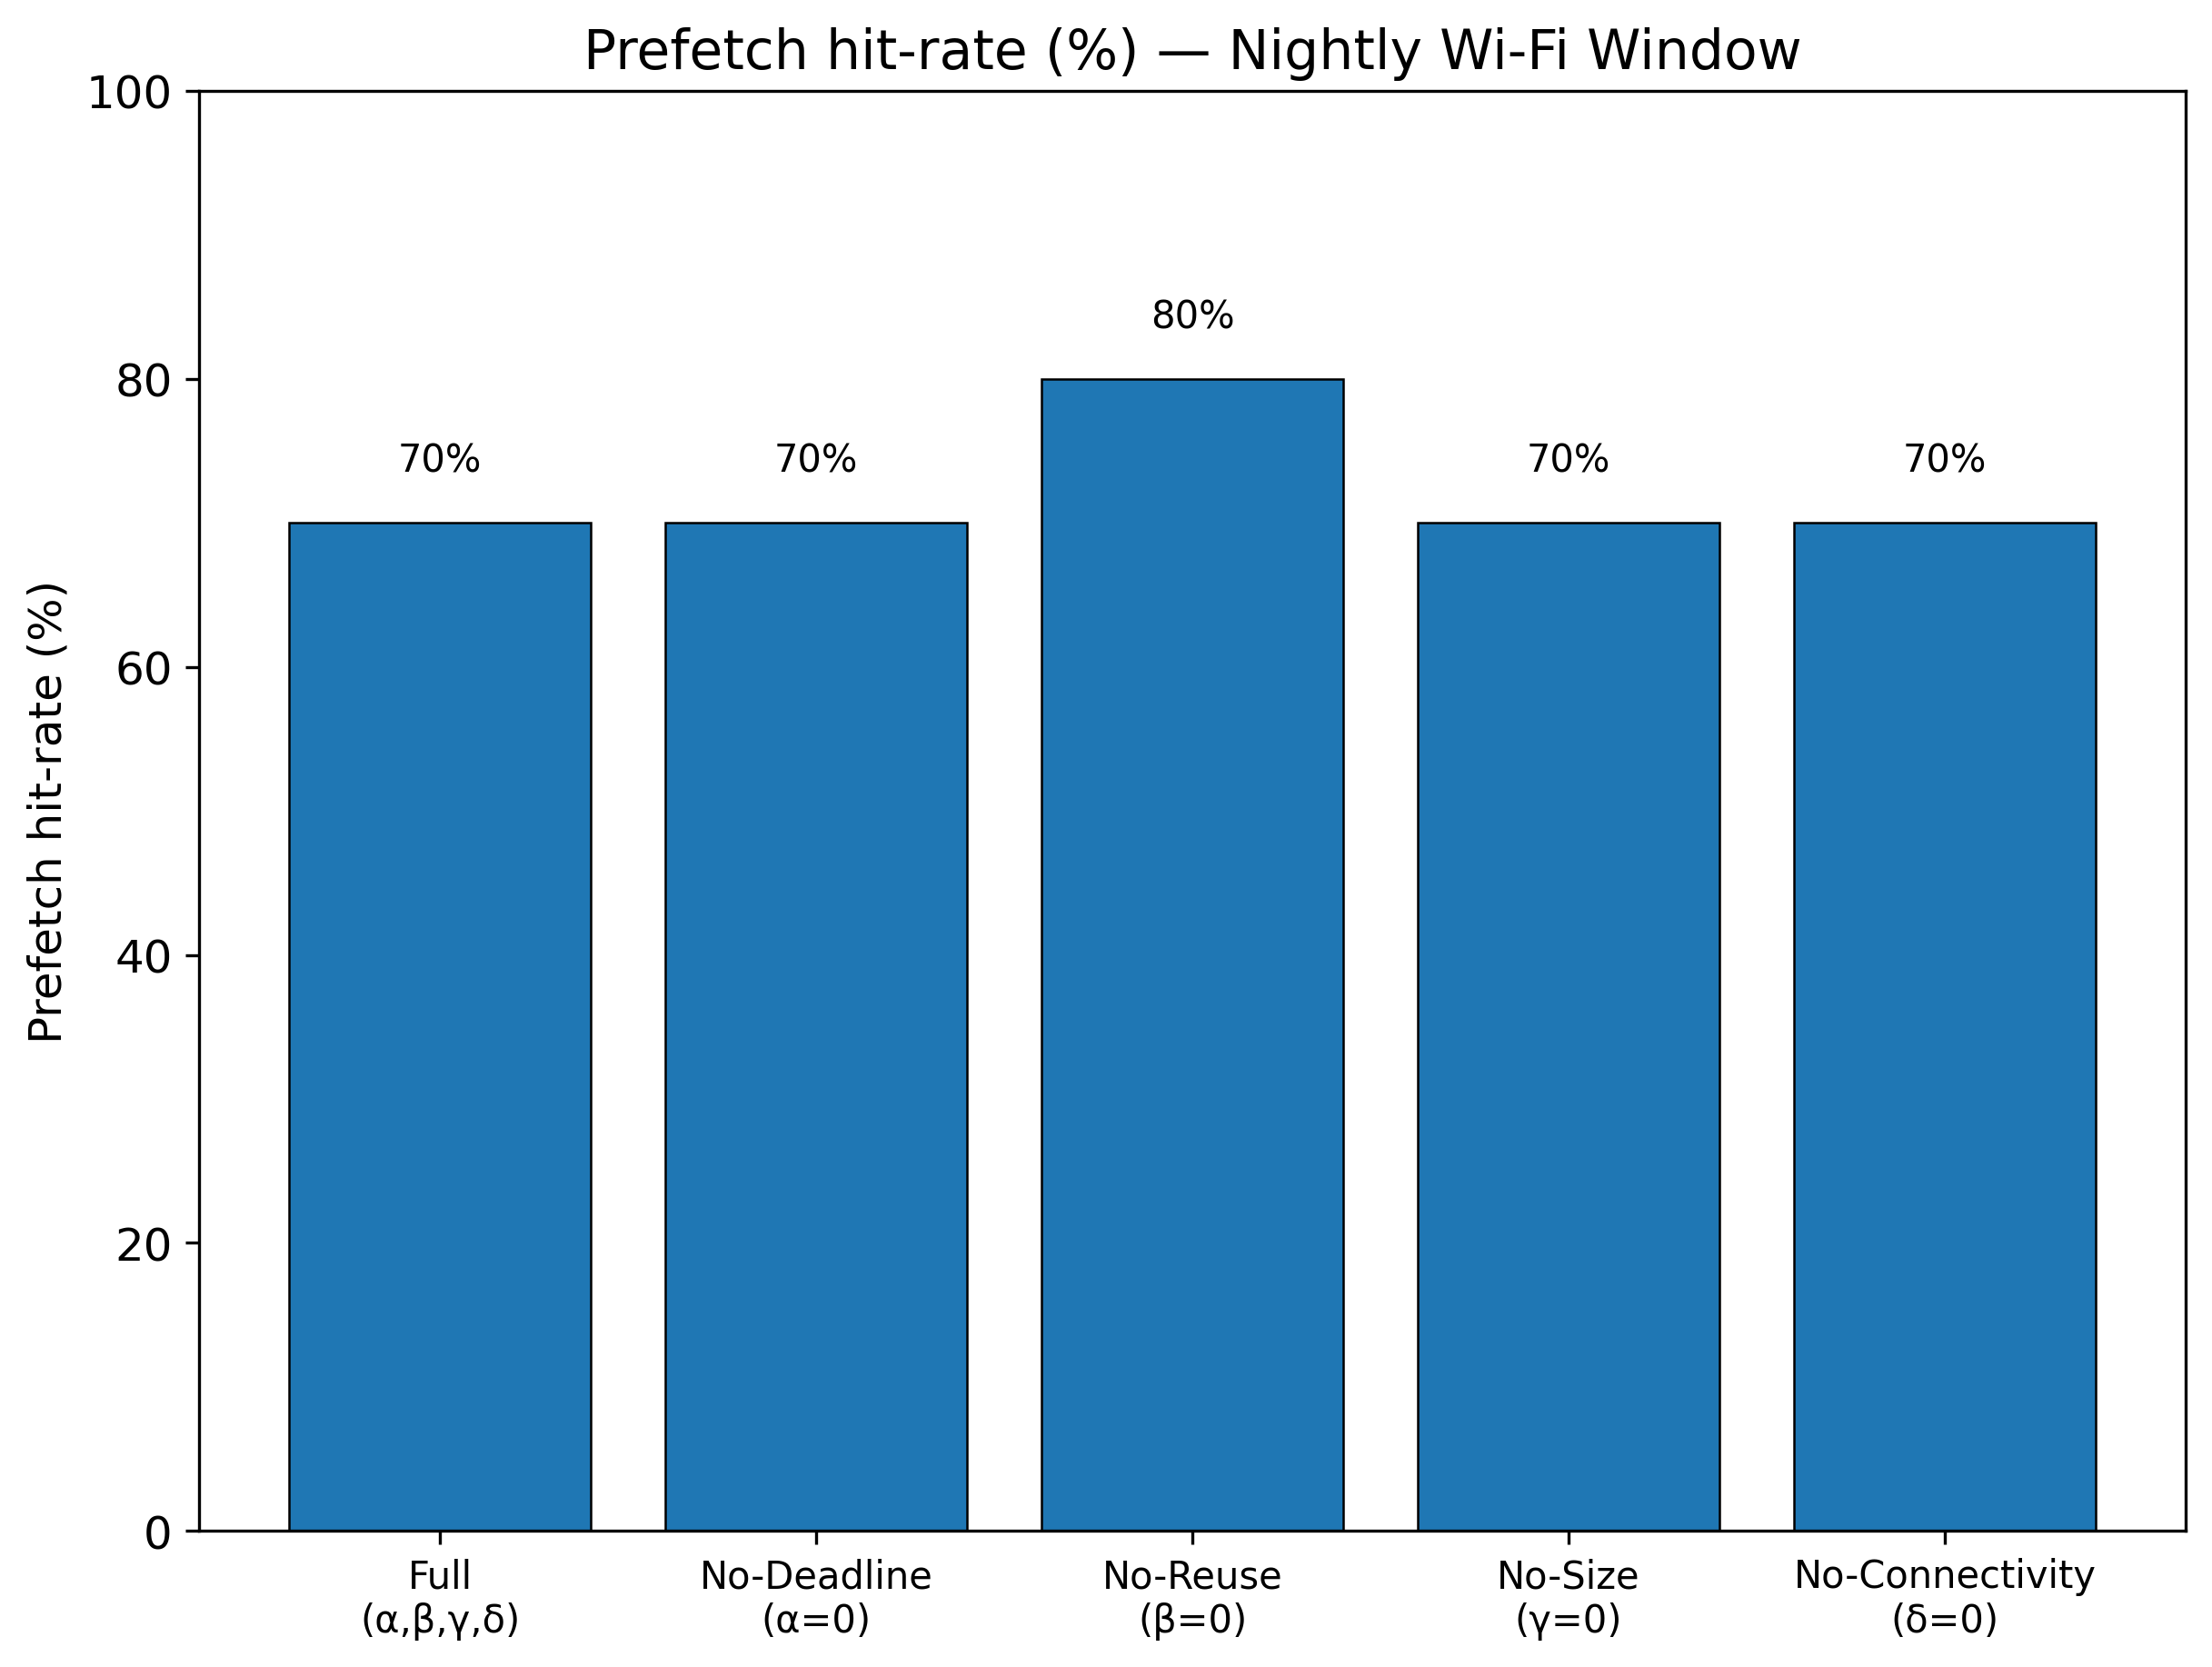 Prefetch hit-rate (%) — Nightly Wi-Fi Window
Prefetch hit-rate (%)
100
80
60
40
20
0
70%
70%
80%
70%
70%
Full
(α,β,γ,δ)
No-Deadline
(α=0)
No-Reuse
(β=0)
No-Size
(γ=0)
No-Connectivity
(δ=0)